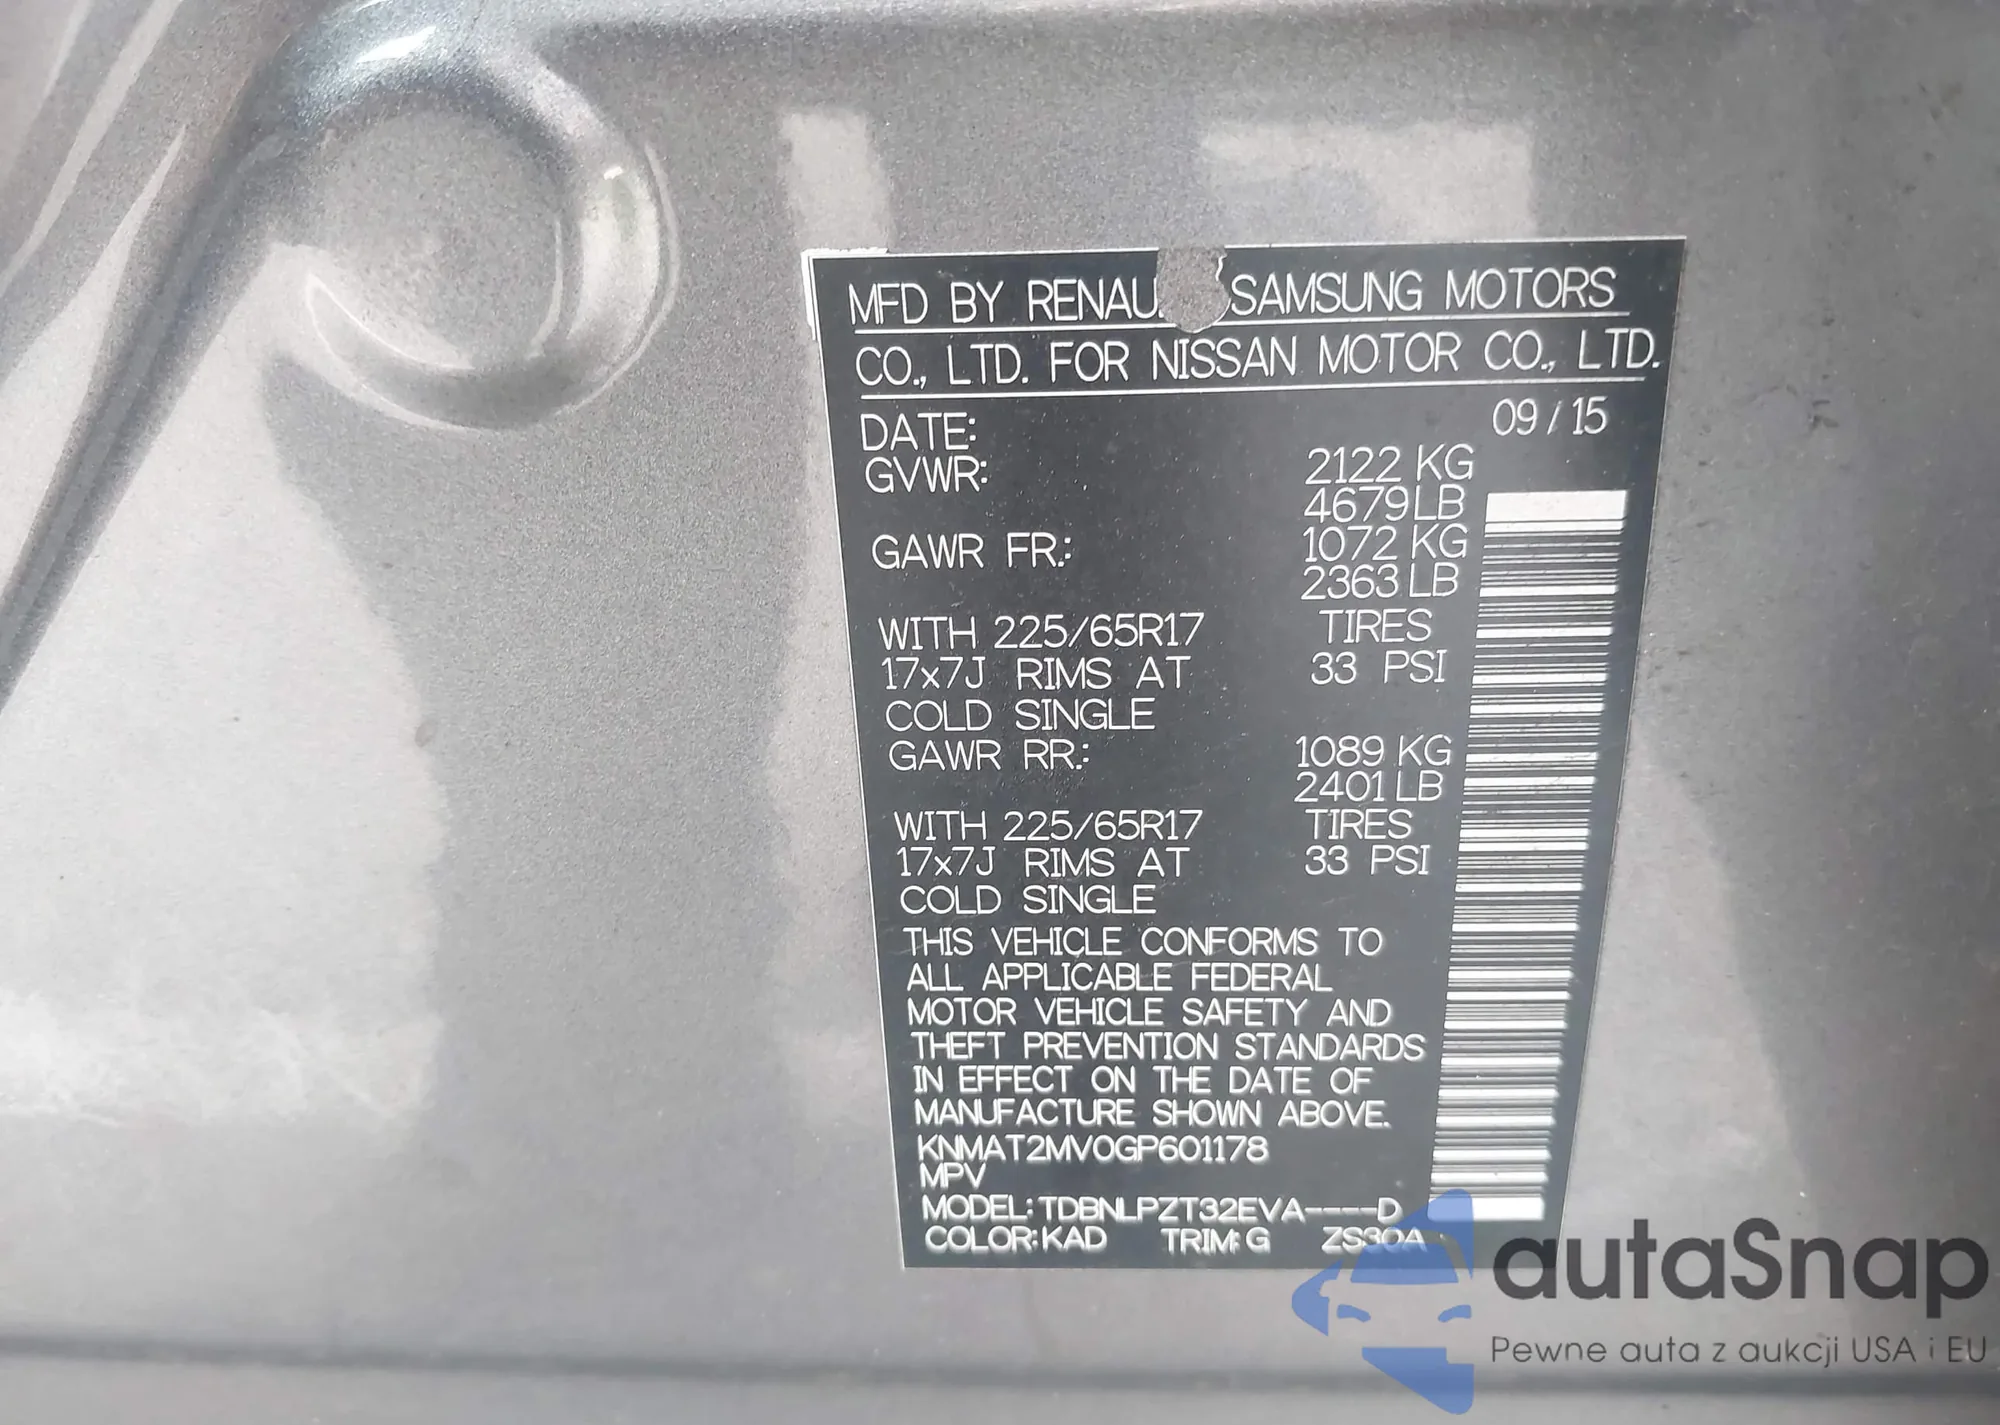 MFD BY RENAU SAMSUNG MOTORS
CO., LTD. FOR NISSAN MOTOR CO., LTD.
DATE: 09 / 15
GVWR: 2122 KG
4679 LB
GAWR FR.: 1072 KG
2363 LB
WITH 225/65R17 TIRES
17x7J RIMS AT 33 PSI
COLD SINGLE
GAWR RR.: 1089 KG
2401 LB
WITH 225/65R17 TIRES
17x7J RIMS AT 33 PSI
COLD SINGLE
THIS VEHICLE CONFORMS TO
ALL APPLICABLE FEDERAL
MOTOR VEHICLE SAFETY AND
THEFT PREVENTION STANDARDS
IN EFFECT ON THE DATE OF
MANUFACTURE SHOWN ABOVE.
KNMAT2MV0GP601178
MPV
MODEL: TDBNLPZT32EVA----D
COLOR: KAD TRIM: G ZS30A
autaSnap
Pewne auta z aukcji USA i EU